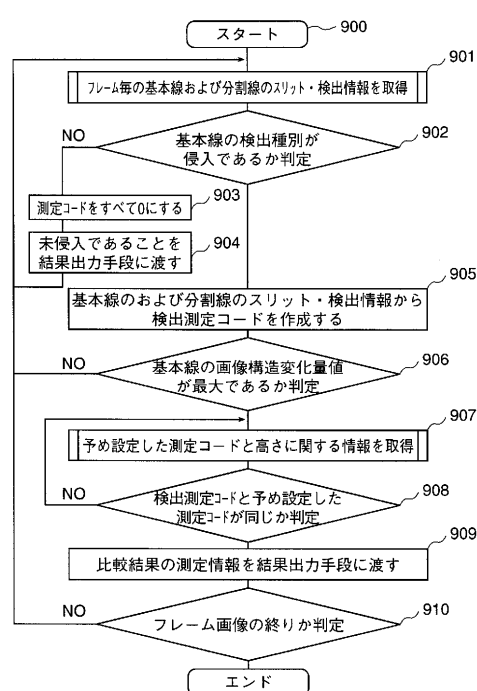 スタート
900
フレーム毎の基本線および分割線のスリット・検出情報を取得
901
基本線の検出種別が
侵入であるか判定
902
NO
測定コードをすべて0にする
903
未侵入であることを
結果出力手段に渡す
904
基本線のおよび分割線のスリット・検出情報から
検出測定コードを作成する
905
基本線の画像構造変化量値
が最大であるか判定
906
NO
予め設定した測定コードと高さに関する情報を取得
907
検出測定コードと予め設定した
測定コードが同じか判定
908
NO
比較結果の測定情報を結果出力手段に渡す
909
フレーム画像の終りか判定
910
NO
エンド